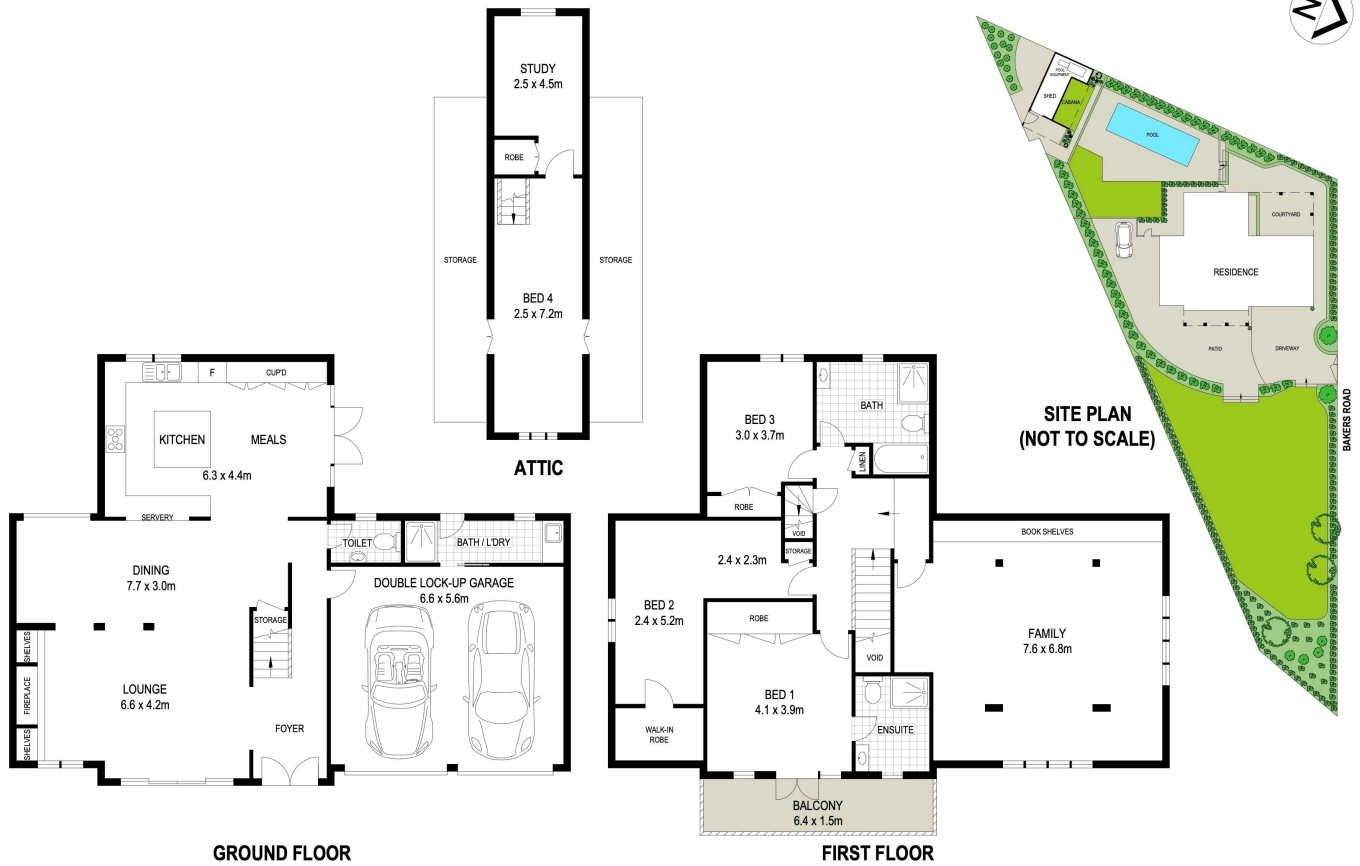 STUDY
2.5 x 4.5m
ROBE
STORAGE
STORAGE
BED 4
2.5 x 7.2m
ATTIC
F
CUP'D
KITCHEN
MEALS
6.3 x 4.4m
SERVERY
TOILET
BATH / L'DRY
DINING
7.7 x 3.0m
DOUBLE LOCK-UP GARAGE
6.6 x 5.6m
STORAGE
SHELVES
FIREPLACE
SHELVES
LOUNGE
6.6 x 4.2m
FOYER
GROUND FLOOR
BED 3
3.0 x 3.7m
BATH
LINEN
ROBE
VOID
STORAGE
2.4 x 2.3m
BOOK SHELVES
BED 2
2.4 x 5.2m
ROBE
VOID
FAMILY
7.6 x 6.8m
BED 1
4.1 x 3.9m
WALK-IN
ROBE
ENSUITE
BALCONY
6.4 x 1.5m
FIRST FLOOR
N
POOL
EQUIPMENT
SHED
CABANA
POOL
COURTYARD
RESIDENCE
PATIO
DRIVEWAY
BAKERS ROAD
SITE PLAN
(NOT TO SCALE)